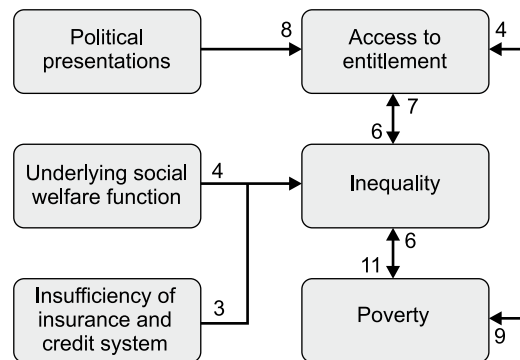 Political
presentations
8
Access to
entitlement
4
7
6
Underlying social
welfare function
4
Inequality
6
11
Insufficiency of
insurance and
credit system
3
Poverty
9